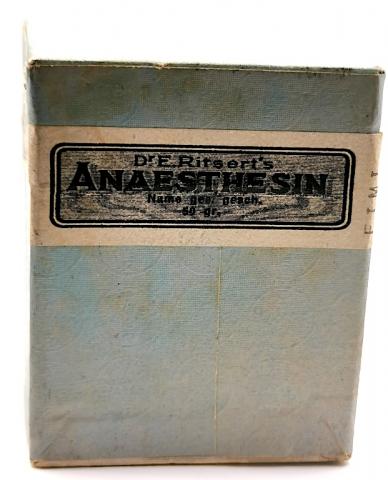 Dr E. Ritsert's
ANAESTHESIN
Name ges. gesch.
50 gr.